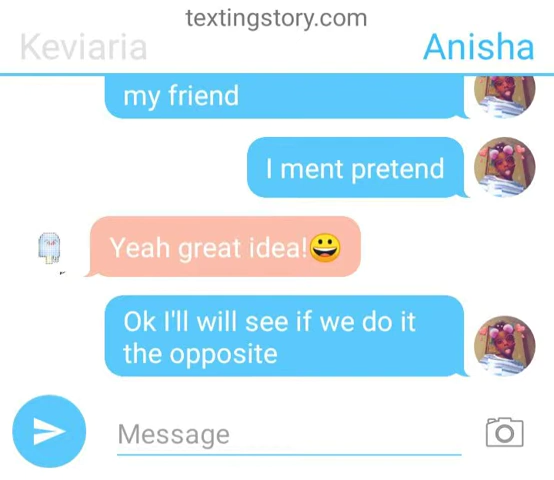 textingstory.com
Keviaria Anisha
my friend
I ment pretend
Yeah great idea!😀
Ok I'll will see if we do it
the opposite
Message